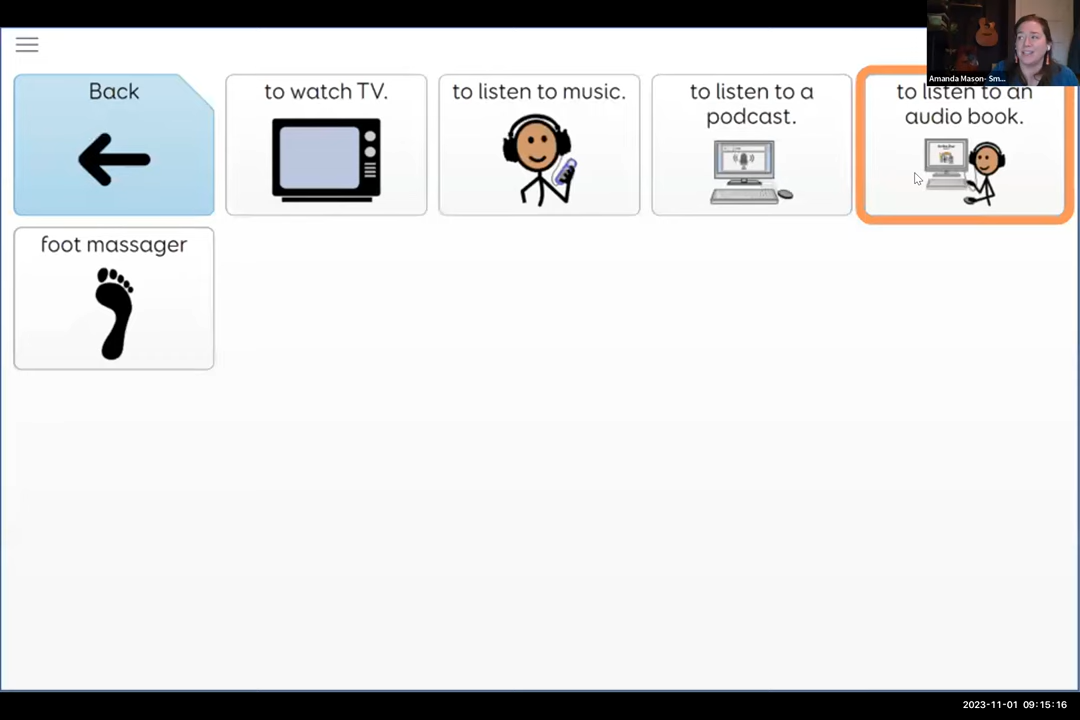 Back
to watch TV.
to listen to music.
to listen to a
podcast.
to listen to an
audio book.
foot massager
Amanda Mason- Sm...
2023-11-01 09:15:16